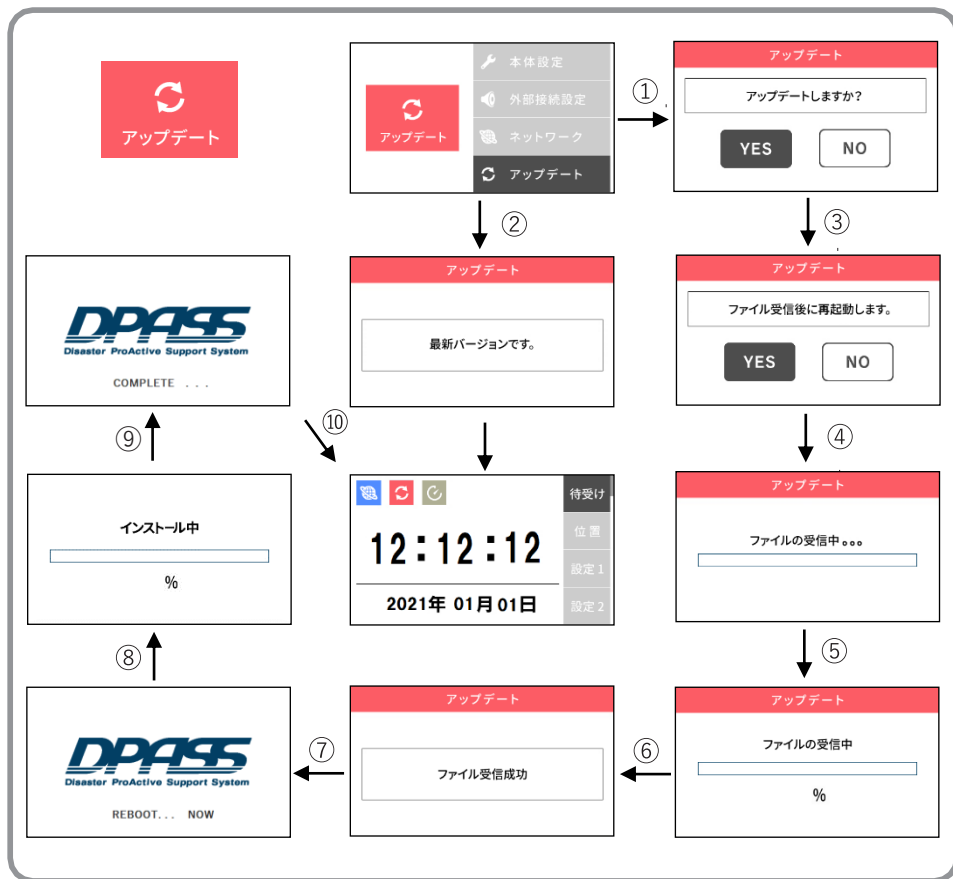 アップデート
アップデート
本体設定
外部接続設定
ネットワーク
アップデート
①
アップデート
アップデートしますか?
YES
NO
②
③
DPASS
Disaster ProActive Support System
COMPLETE ...
アップデート
最新バージョンです。
アップデート
ファイル受信後に再起動します。
YES
NO
⑨
⑩
④
インストール中
%
待受け
位置
設定1
設定2
12:12:12
2021年 01月01日
アップデート
ファイルの受信中。。。
⑧
⑤
DPASS
Disaster ProActive Support System
REBOOT... NOW
⑦
アップデート
ファイル受信成功
⑥
アップデート
ファイルの受信中
%